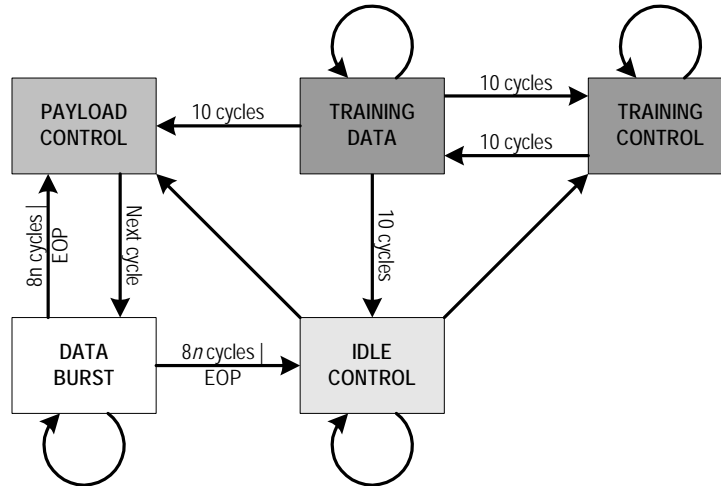 PAYLOAD
CONTROL
10 cycles
TRAINING
DATA
10 cycles
10 cycles
TRAINING
CONTROL
8n cycles |
EOP
Next cycle
10 cycles
DATA
BURST
8n cycles |
EOP
IDLE
CONTROL